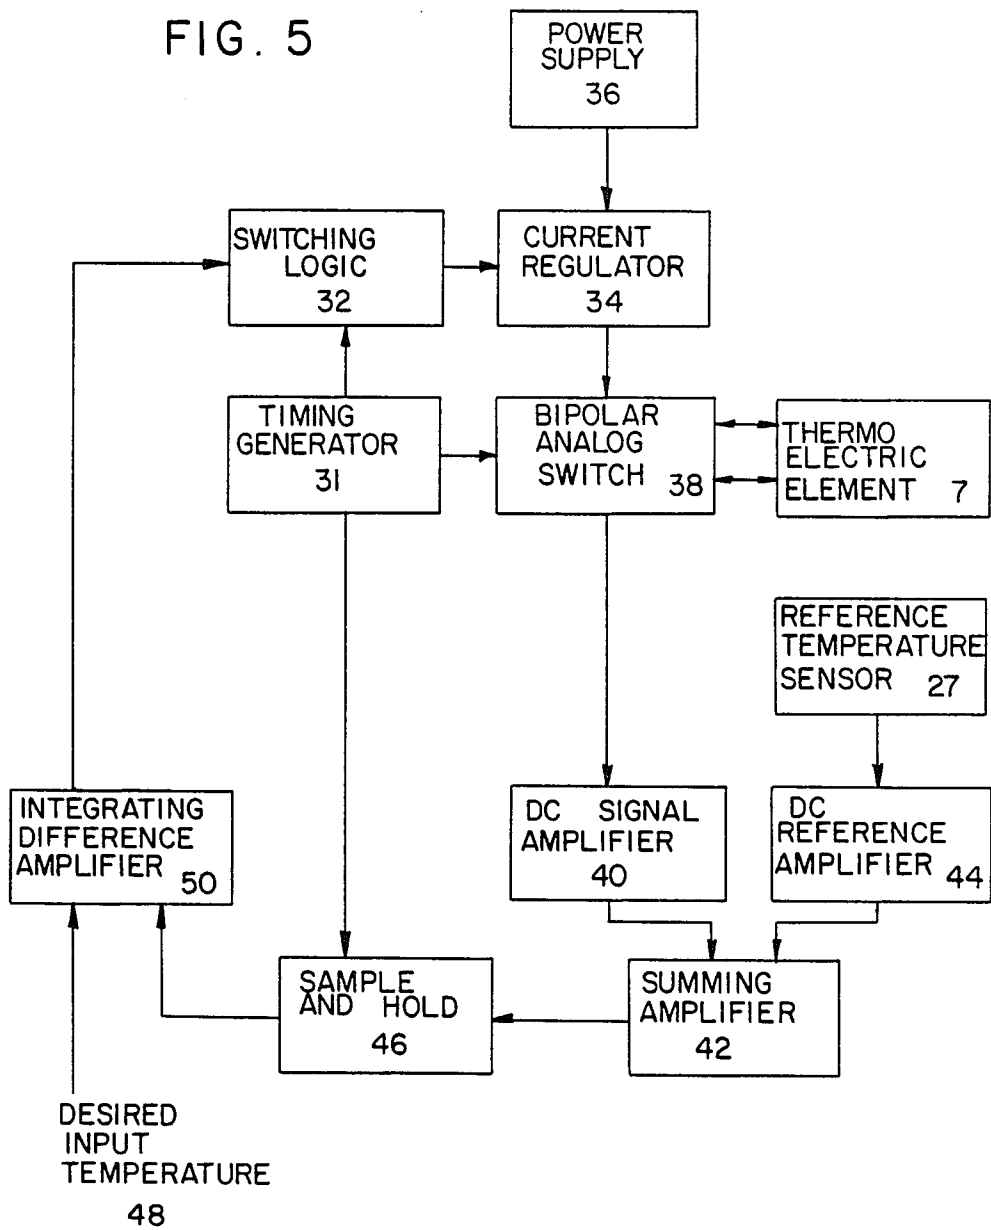 FIG. 5
POWER
SUPPLY
36
SWITCHING
LOGIC
32
CURRENT
REGULATOR
34
TIMING
GENERATOR
31
BIPOLAR
ANALOG
SWITCH 38
THERMO
ELECTRIC
ELEMENT 7
REFERENCE
TEMPERATURE
SENSOR 27
INTEGRATING
DIFFERENCE
AMPLIFIER 50
DC SIGNAL
AMPLIFIER
40
DC
REFERENCE
AMPLIFIER 44
SAMPLE
AND HOLD
46
SUMMING
AMPLIFIER
42
DESIRED
INPUT
TEMPERATURE
48